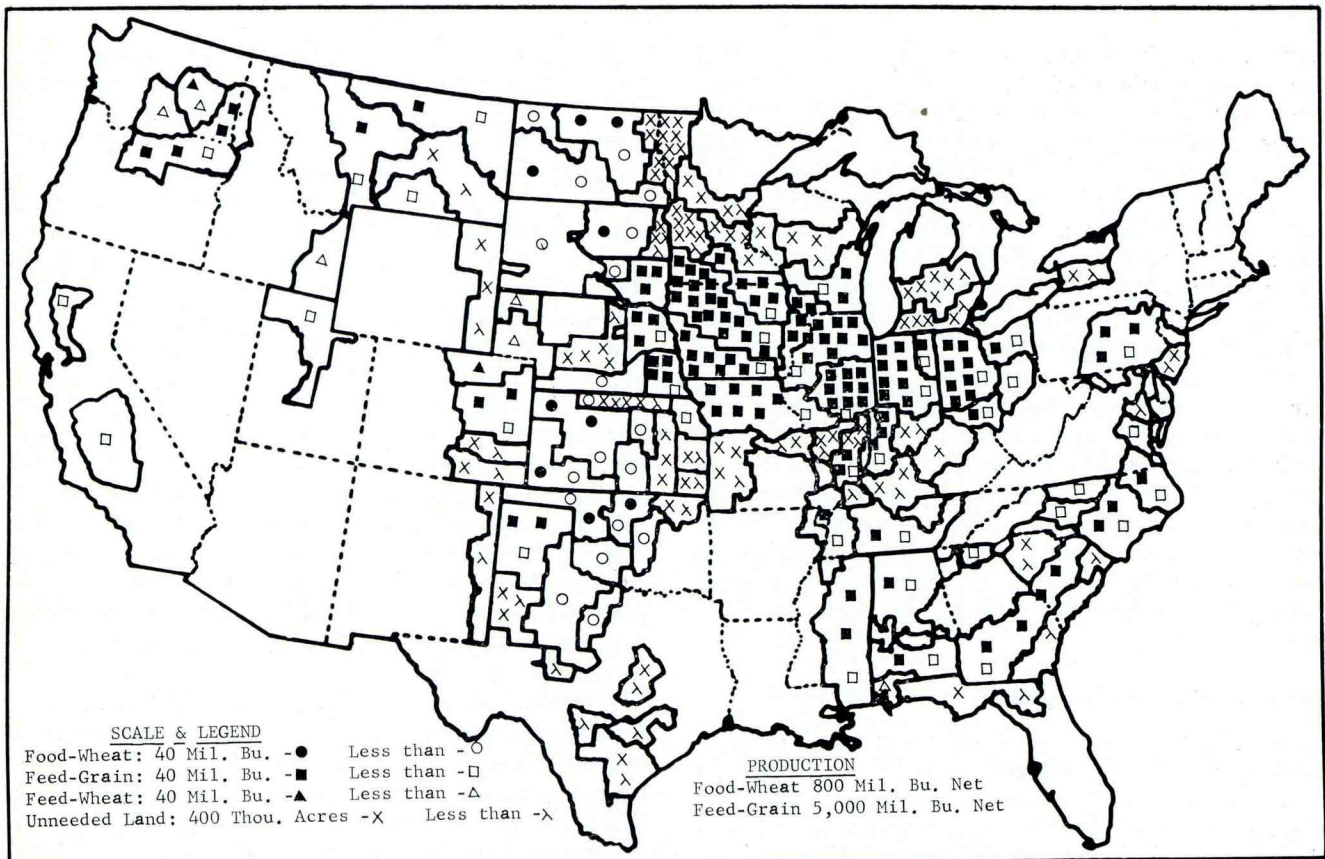 SCALE & LEGEND
Food-Wheat: 40 Mil. Bu. -● Less than -○
Feed-Grain: 40 Mil. Bu. -■ Less than -□
Feed-Wheat: 40 Mil. Bu. -▲ Less than -△
Unneeded Land: 400 Thou. Acres -X Less than -λ
PRODUCTION
Food-Wheat 800 Mil. Bu. Net
Feed-Grain 5,000 Mil. Bu. Net